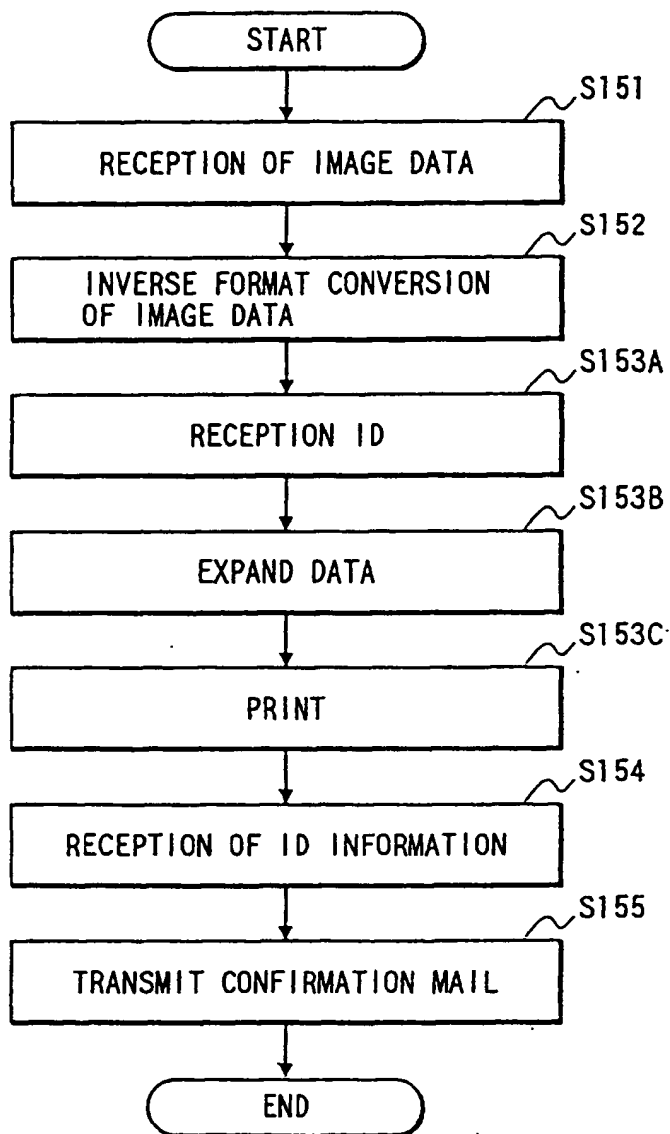 START
S151
RECEPTION OF IMAGE DATA
S152
INVERSE FORMAT CONVERSION
OF IMAGE DATA
S153A
RECEPTION ID
S153B
EXPAND DATA
S153C
PRINT
S154
RECEPTION OF ID INFORMATION
S155
TRANSMIT CONFIRMATION MAIL
END